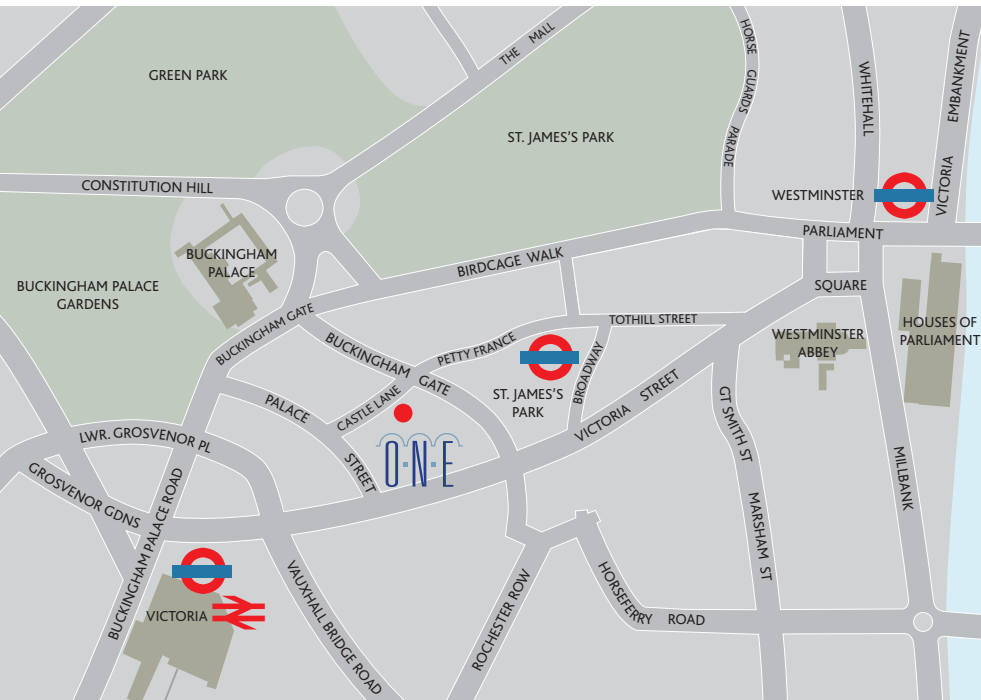 THE MALL
HORSE GUARDS PARADE
WHITEHALL
VICTORIA EMBANKMENT
GREEN PARK
ST. JAMES'S PARK
CONSTITUTION HILL
WESTMINSTER
PARLIAMENT
SQUARE
BUCKINGHAM
PALACE
BIRDCAGE WALK
BUCKINGHAM PALACE
GARDENS
BUCKINGHAM GATE
TOTHILL STREET
HOUSES OF
PARLIAMENT
WESTMINSTER
ABBEY
BUCKINGHAM GATE
PETTY FRANCE
BROADWAY
ST. JAMES'S
PARK
CASTLE LANE
PALACE STREET
VICTORIA STREET
GT SMITH ST
O·N·E
LWR. GROSVENOR PL
GROSVENOR GDNS
BUCKINGHAM PALACE ROAD
MILLBANK
MARSHAM ST
VICTORIA
VAUXHALL BRIDGE ROAD
ROCHESTER ROW
HORSEFERRY ROAD